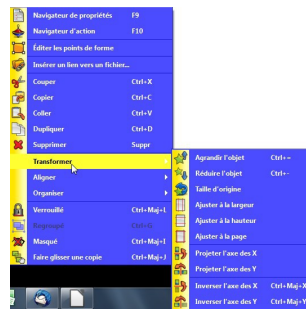 Navigateur de propriétés F9
Navigateur d'action F10
Éditer les points de forme
Insérer un lien vers un fichier...
Couper Ctrl+X
Copier Ctrl+C
Coller Ctrl+V
Dupliquer Ctrl+D
Supprimer Suppr
Transformer
Aligner
Organiser
Verrouillé Ctrl+Maj+L
Regroupé Ctrl+G
Masqué Ctrl+Maj+I
Faire glisser une copie Ctrl+Maj+J
Agrandir l'objet Ctrl+=
Réduire l'objet Ctrl+-
Taille d'origine
Ajuster à la largeur
Ajuster à la hauteur
Ajuster à la page
Projeter l'axe des X
Projeter l'axe des Y
Inverser l'axe des X Ctrl+Maj+X
Inverser l'axe des Y Ctrl+Maj+Y